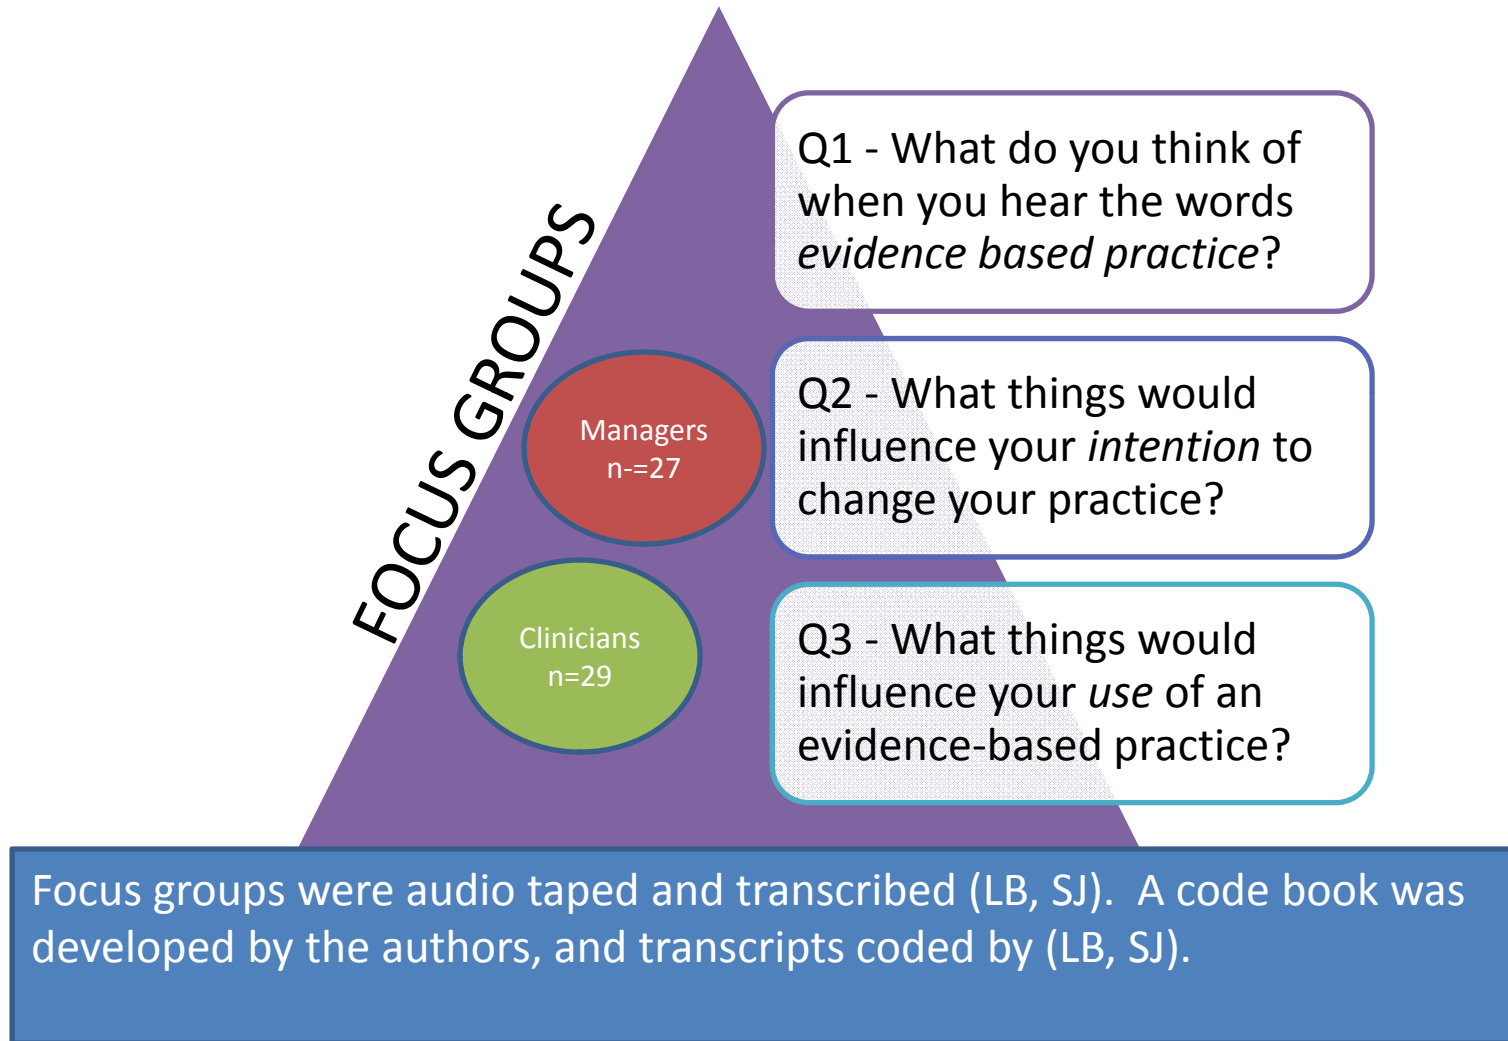 FOCUS GROUPS
Q1 - What do you think of
when you hear the words
evidence based practice?
Managers
n-=27
Q2 - What things would
influence your intention to
change your practice?
Clinicians
n=29
Q3 - What things would
influence your use of an
evidence-based practice?
Focus groups were audio taped and transcribed (LB, SJ).  A code book was
developed by the authors, and transcripts coded by (LB, SJ).